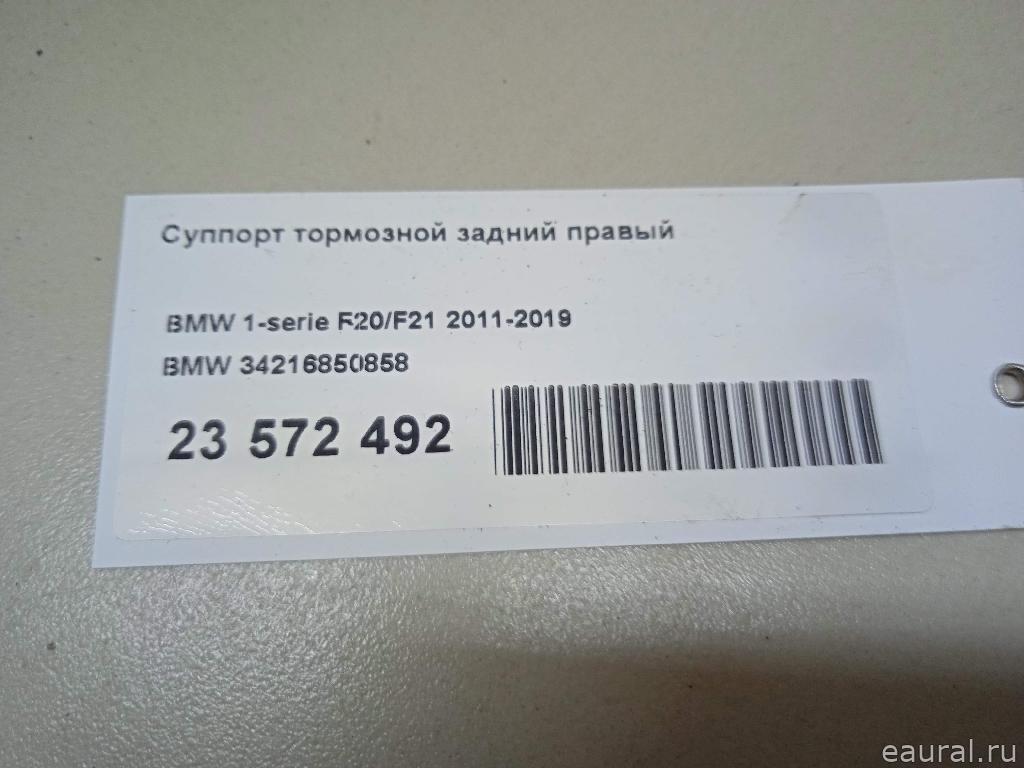 Суппорт тормозной задний правый
BMW 1-serie F20/F21 2011-2019
BMW 34216850858
23 572 492
eaural.ru